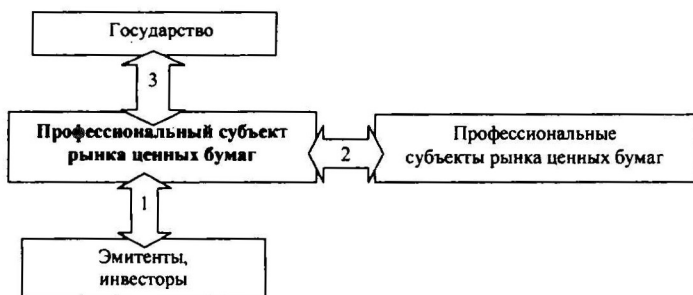 Государство
3
Профессиональный субъект
рынка ценных бумаг
2
Профессиональные
субъекты рынка ценных бумаг
1
Эмитенты,
инвесторы